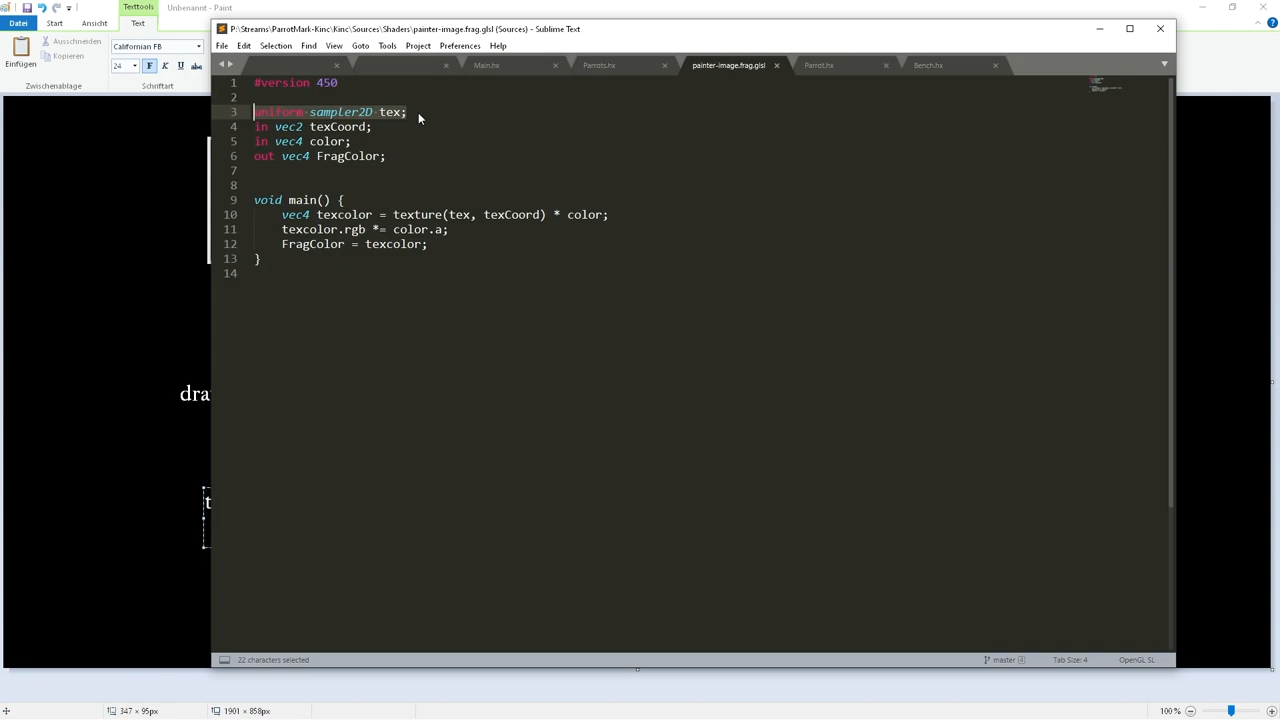 Texttools
Unbenannt - Paint
Datei
Start
Ansicht
Text
Einfügen
Ausschneiden
Kopieren
Zwischenablage
Californian FB
24
F
K
U
abc
Schriftart
P:\Streams\ParrotMark-Kinc\Kinc\Sources\Shaders\painter-image.frag.glsl (Sources) - Sublime Text
File Edit Selection Find View Goto Tools Project Preferences Help
Main.hx
Parrots.hx
painter-image.frag.glsl
Parrot.hx
Bench.hx
1 #version 450
2
3 uniform sampler2D tex;
4 in vec2 texCoord;
5 in vec4 color;
6 out vec4 FragColor;
7
8
9 void main() {
10 vec4 texcolor = texture(tex, texCoord) * color;
11 texcolor.rgb *= color.a;
12 FragColor = texcolor;
13 }
14
dra
t
22 characters selected
master 4
Tab Size: 4
OpenGL SL
347 × 95px
1901 × 858px
100 %